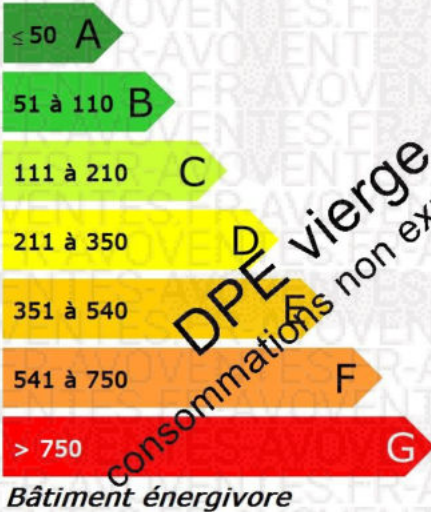 ≤ 50 A
51 à 110 B
111 à 210 C
211 à 350 D
351 à 540 E
541 à 750 F
> 750 G
DPE vierge
consommations non
Bâtiment énergivore